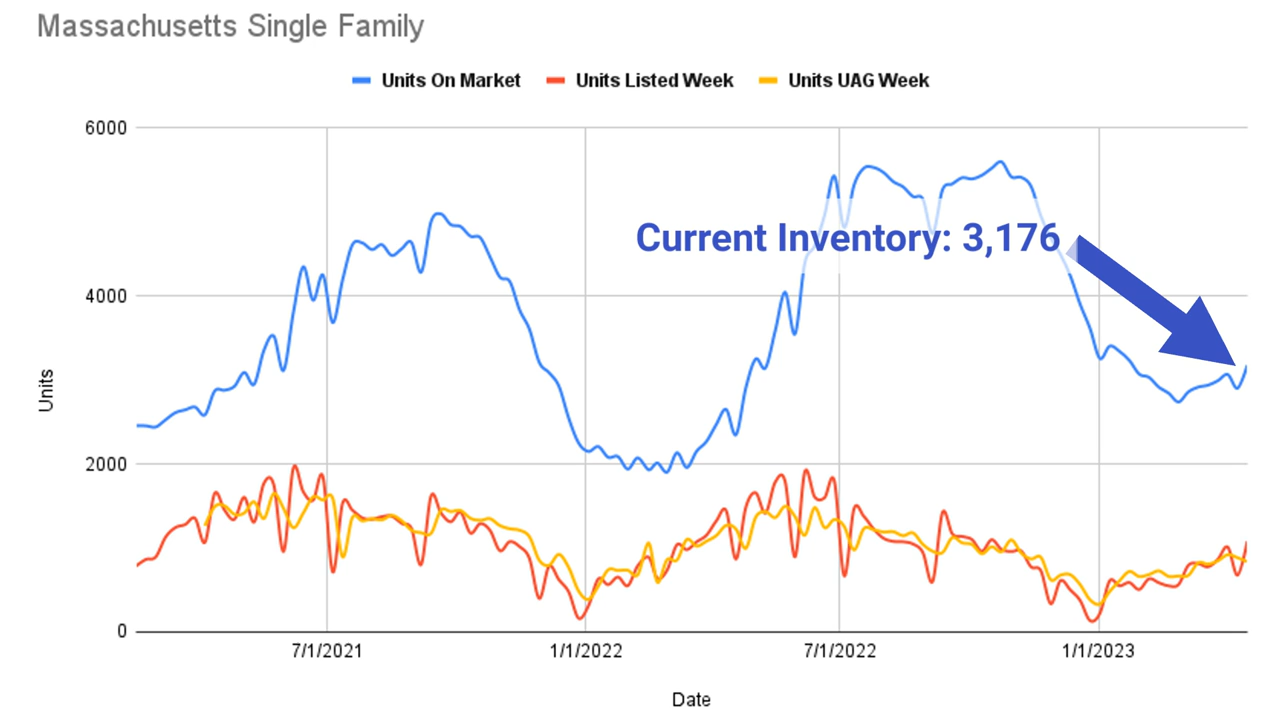 Massachusetts Single Family
Units On Market Units Listed Week Units UAG Week
6000
Current Inventory: 3,176
4000
Units
2000
0
7/1/2021 1/1/2022 7/1/2022 1/1/2023
Date